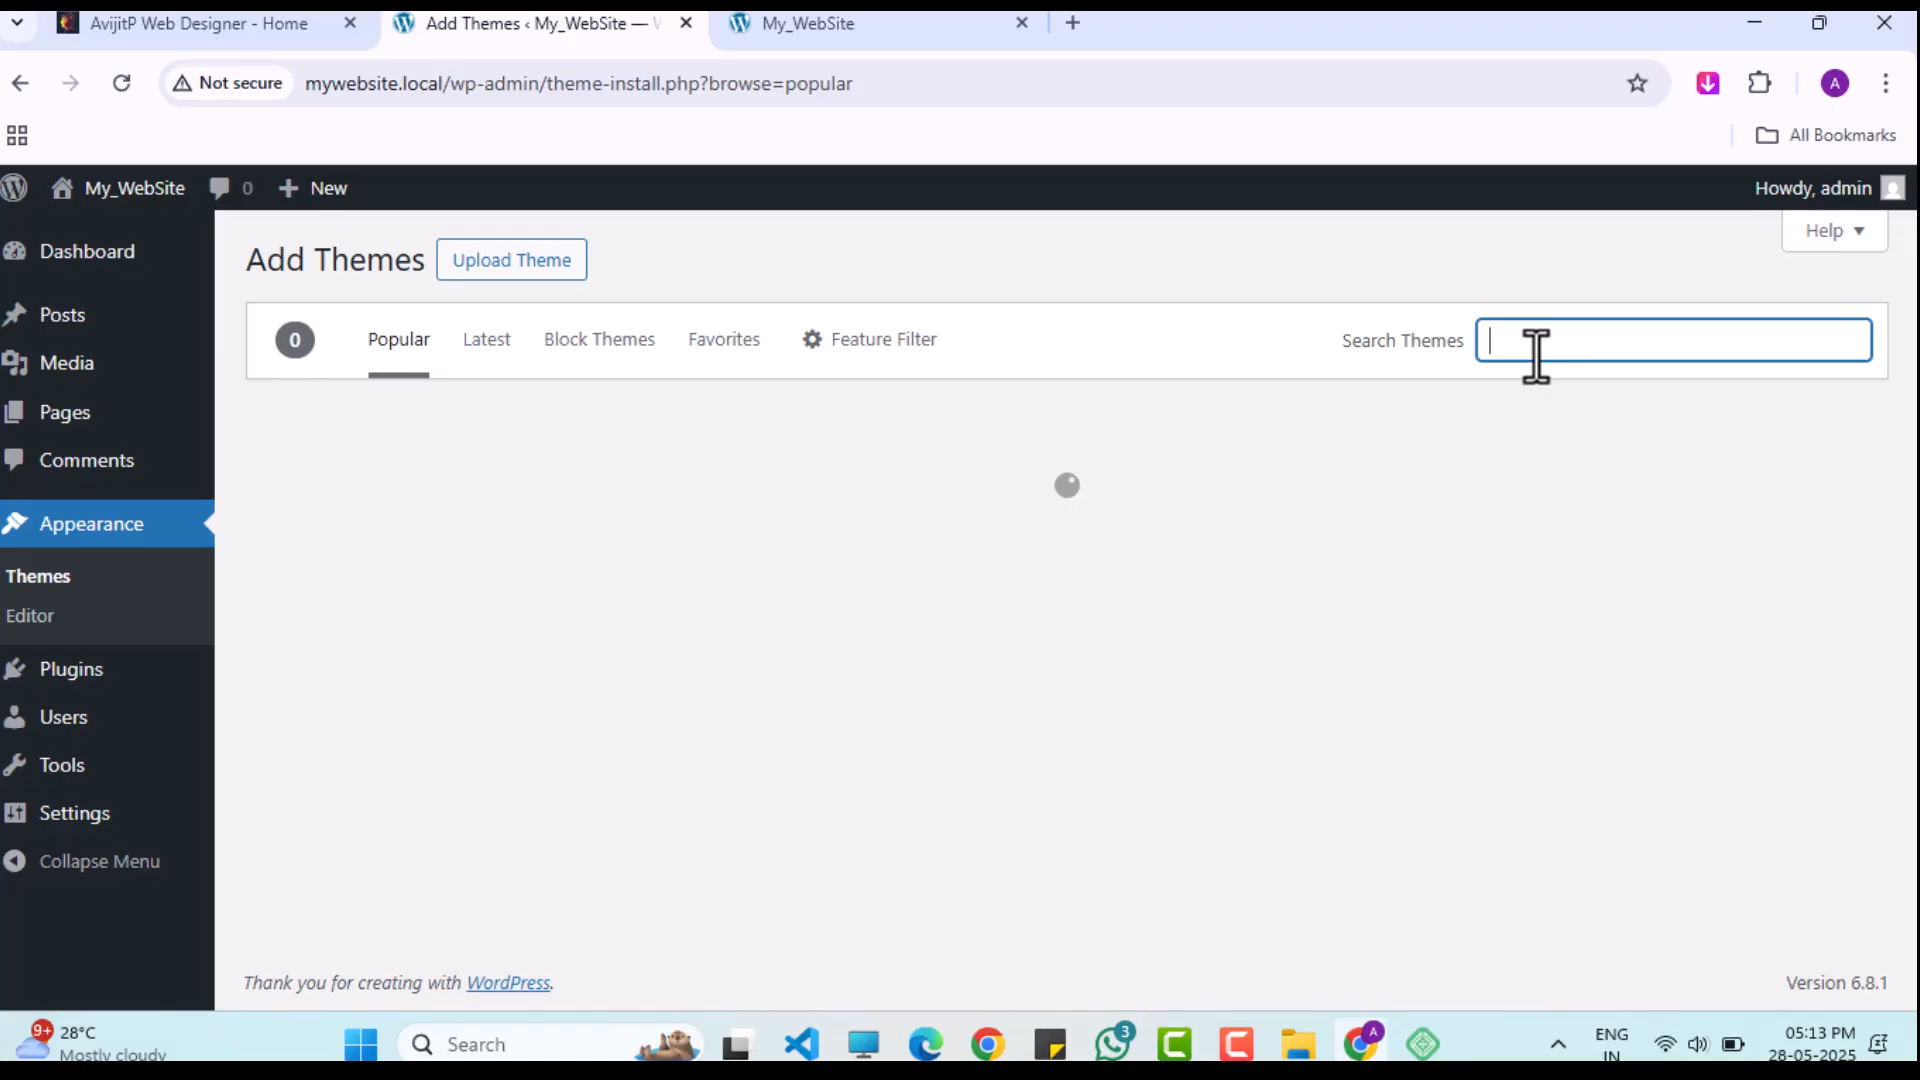 AvijitP Web Designer - Home
Add Themes ‹ My_WebSite —
My_WebSite
Not secure
mywebsite.local/wp-admin/theme-install.php?browse=popular
A
All Bookmarks
My_WebSite
0
New
Howdy, admin
Dashboard
Posts
Media
Pages
Comments
Appearance
Themes
Editor
Plugins
Users
Tools
Settings
Collapse Menu
Help
Add Themes
Upload Theme
0
Popular
Latest
Block Themes
Favorites
Feature Filter
Search Themes
Thank you for creating with WordPress.
Version 6.8.1
9+
28°C
Mostly cloudy
Search
3
A
ENG
IN
05:13 PM
28-05-2025